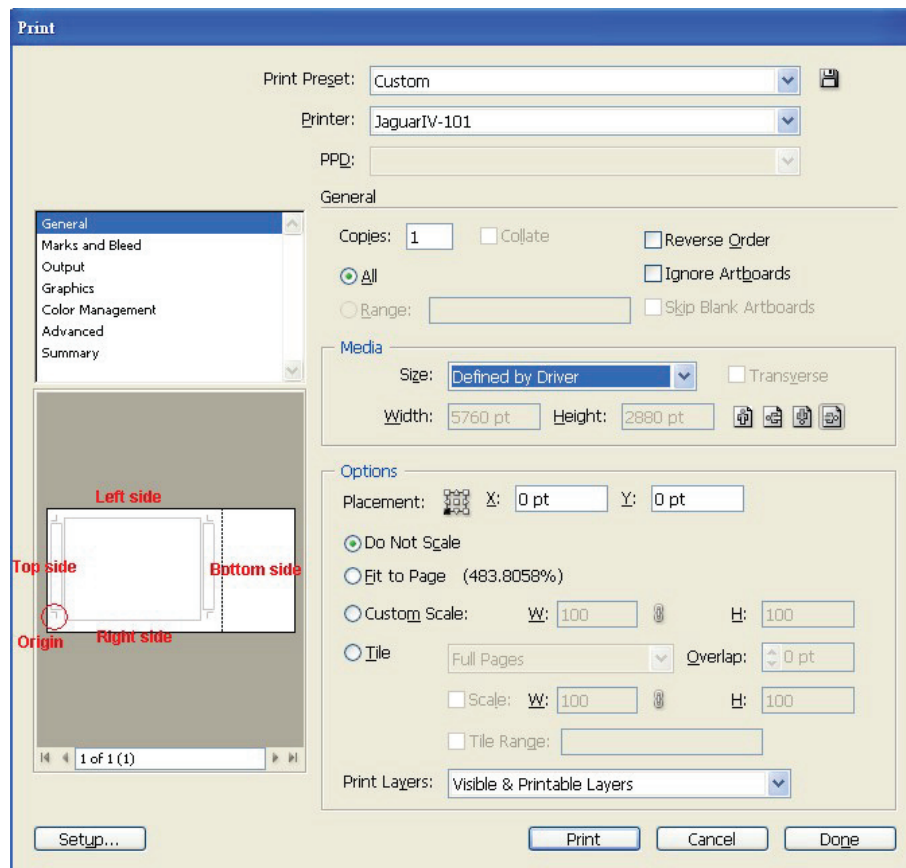 Print
Print Preset: Custom
Printer: JaguarIV-101
PPD:
General
General
Marks and Bleed
Output
Graphics
Color Management
Advanced
Summary
Copies: 1 Collate Reverse Order
All Ignore Artboards
Range: Skip Blank Artboards
Media
Size: Defined by Driver Transverse
Width: 5760 pt Height: 2880 pt
Left side
Top side
Bottom side
Origin
Right side
1 of 1 (1)
Options
Placement: X: 0 pt Y: 0 pt
Do Not Scale
Fit to Page (483.8058%)
Custom Scale: W: 100 H: 100
Tile Full Pages Overlap: 0 pt
Scale: W: 100 H: 100
Tile Range:
Print Layers: Visible & Printable Layers
Setup... Print Cancel Done